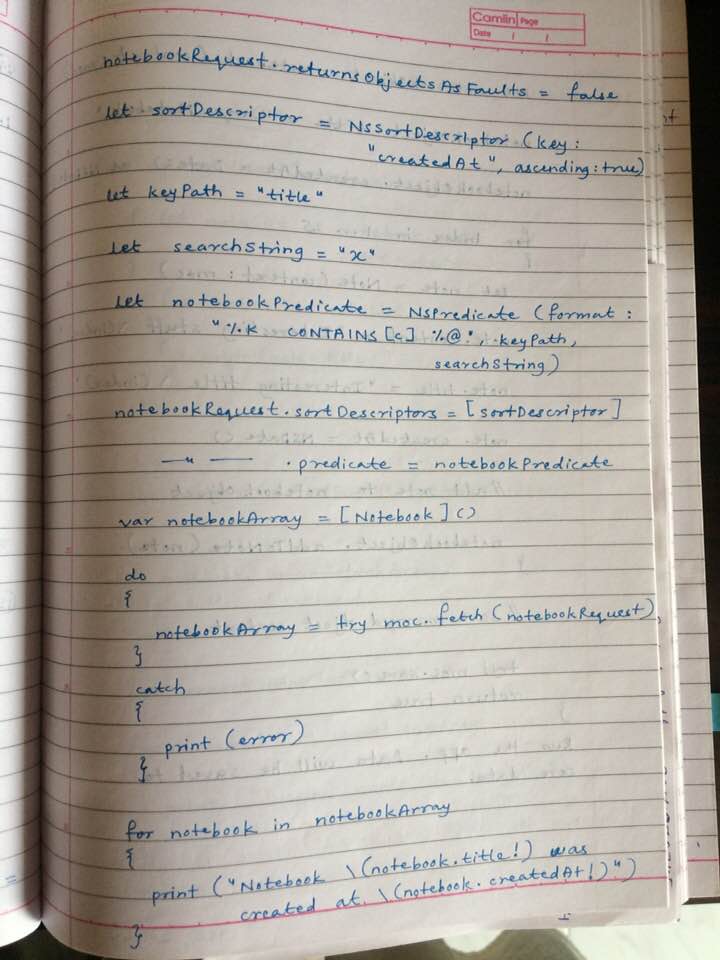 Camlin Page
Date / /
notebookRequest.returnsObjectsAsFaults = false
let sortDescriptor = NSSortDescriptor (key:
"createdAt", ascending:true)
let keyPath = "title"
let searchString = "x"
let notebookPredicate = NSPredicate (format:
"%K CONTAINS[c] %@", keyPath,
searchString)
notebookRequest.sortDescriptors = [sortDescriptor]
—"— .predicate = notebookPredicate
var notebookArray = [Notebook]()
do
{
notebookArray = try moc.fetch(notebookRequest)
}
catch
{
print (error)
}
for notebook in notebookArray
{
print ("Notebook \(notebook.title!) was
created at \(notebook.createdAt!)")
}